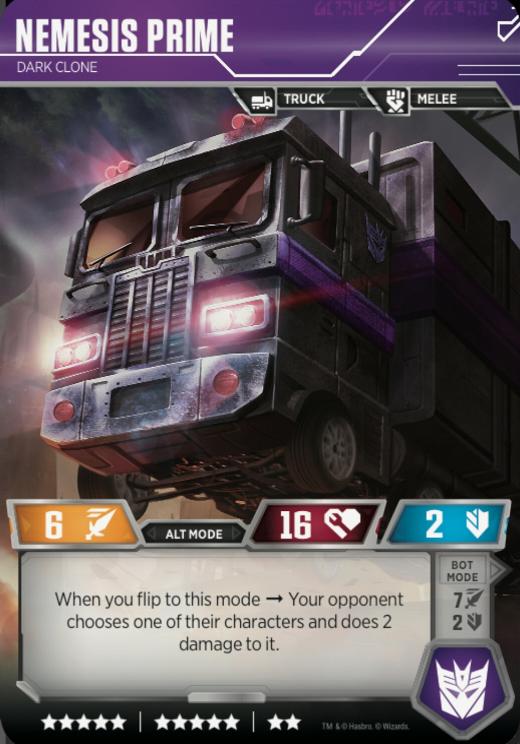 NEMESIS PRIME
DARK CLONE
TRUCK
MELEE
6
ALT MODE
16
2
BOT
MODE
7
2
When you flip to this mode → Your opponent
chooses one of their characters and does 2
damage to it.
TM & © Hasbro. © Wizards.